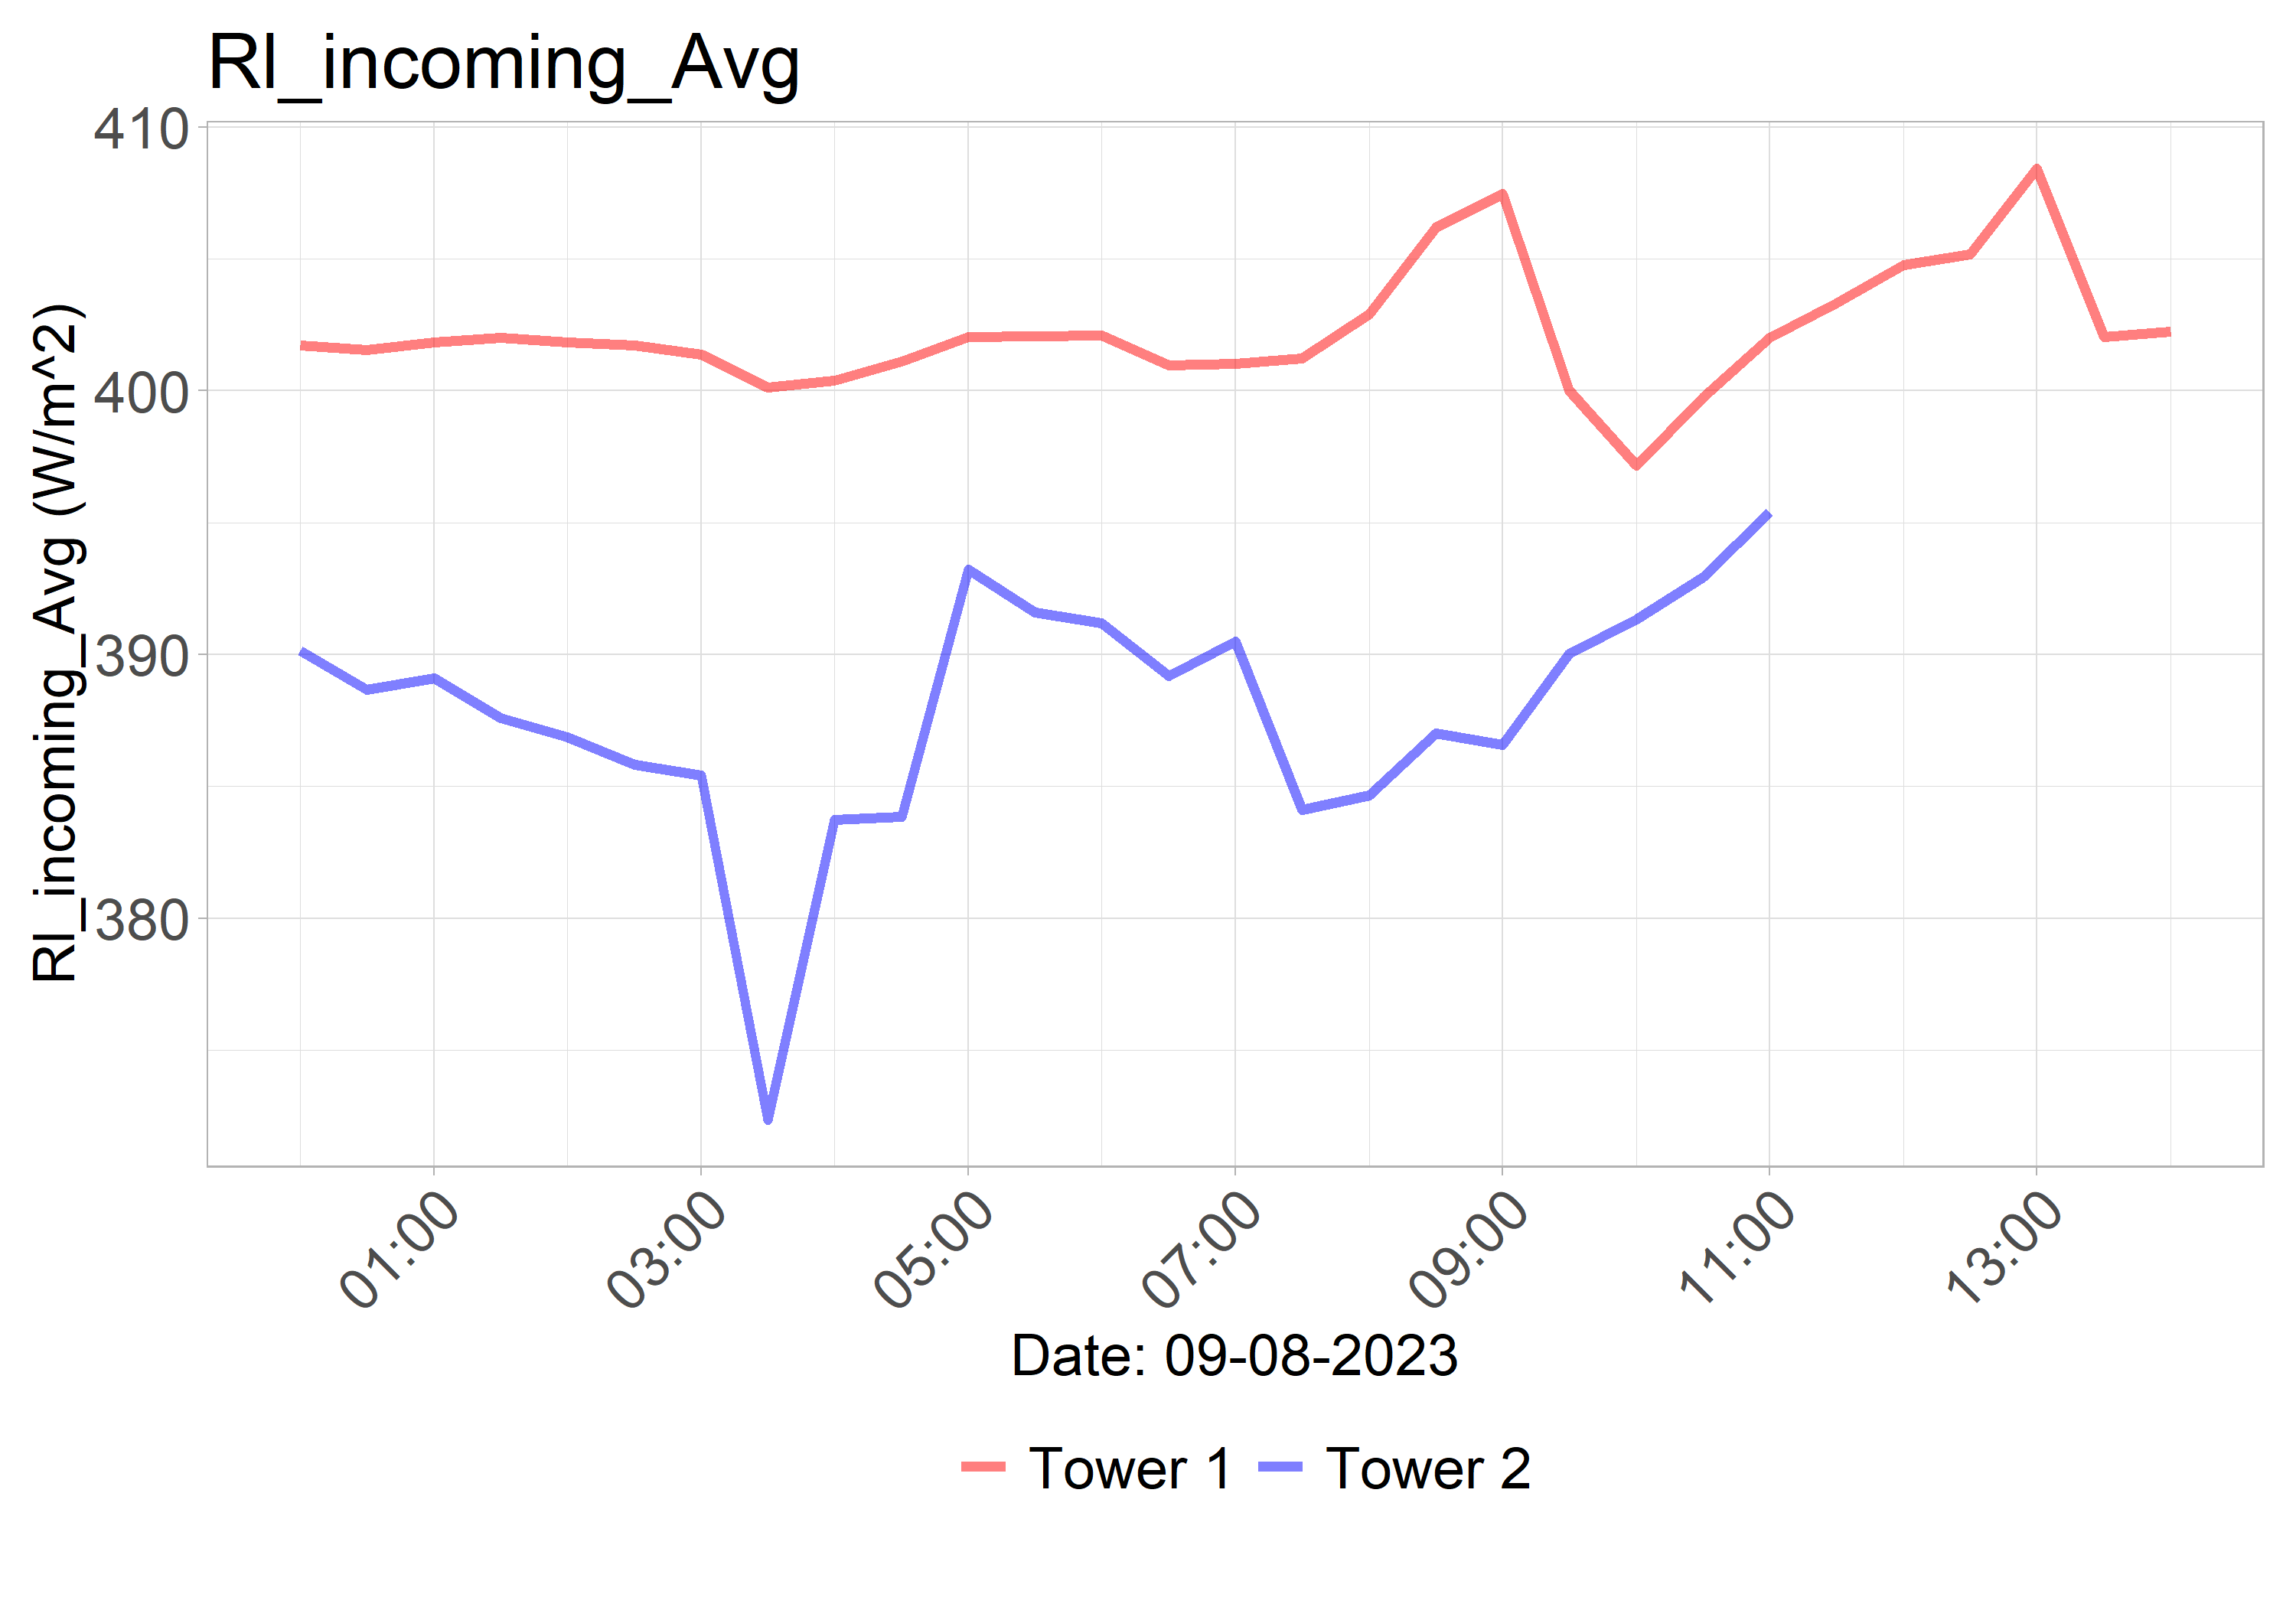 Rl_incoming_Avg
Rl_incoming_Avg (W/m^2)
410
400
390
380
01:00
03:00
05:00
07:00
09:00
11:00
13:00
Date: 09-08-2023
Tower 1
Tower 2